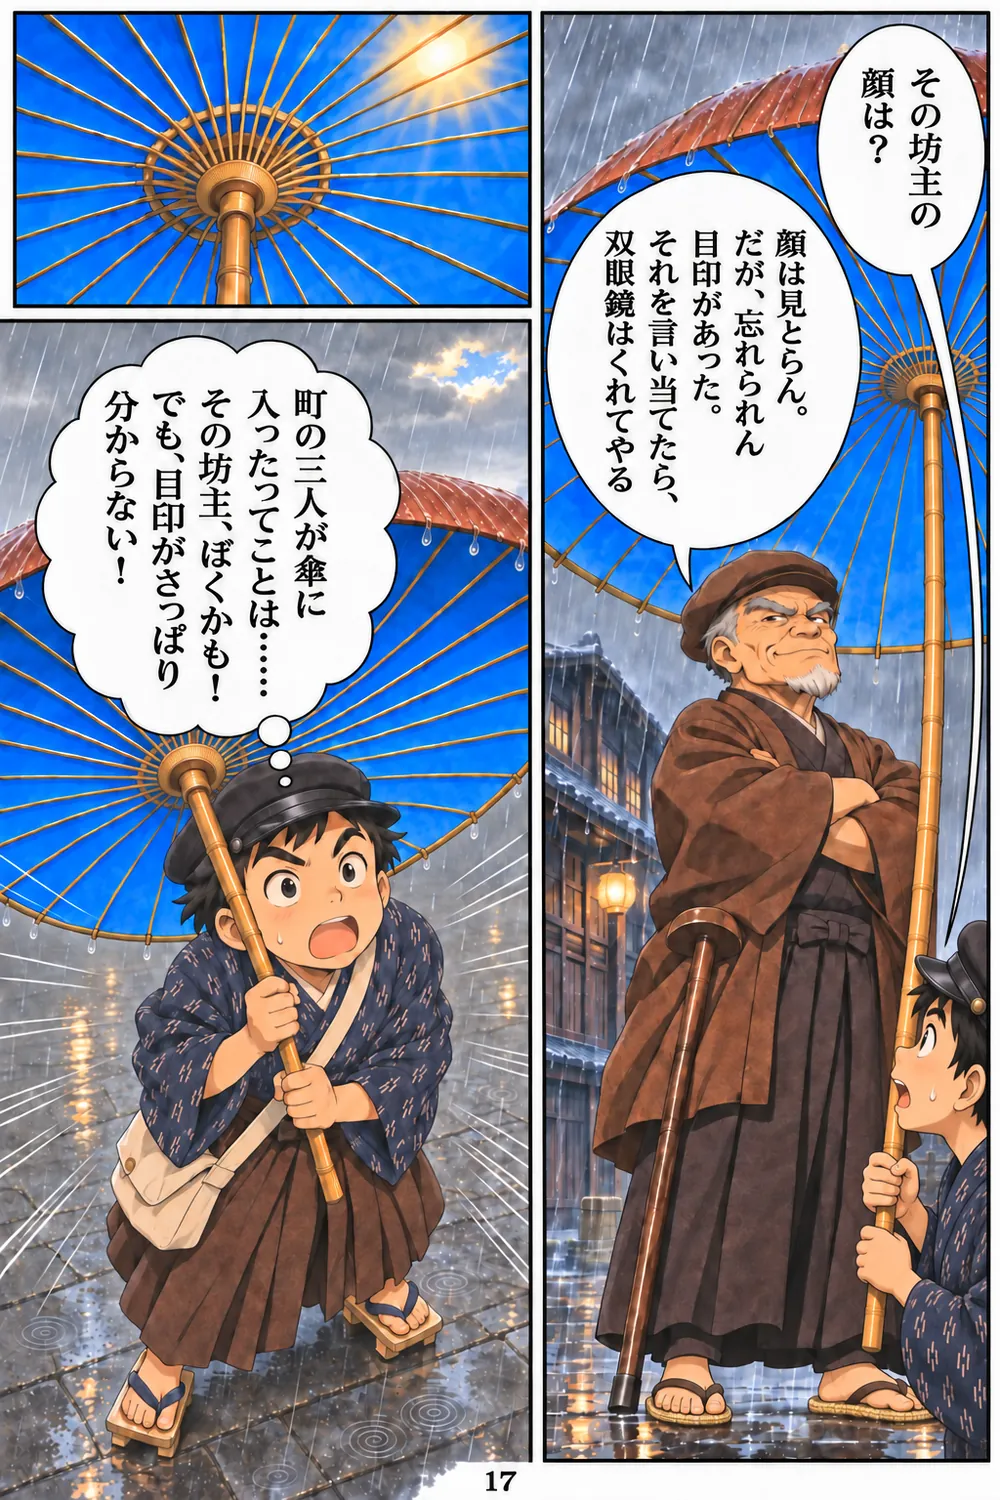 その坊主の
顔は？
顔は見とらん。
だが、忘れられん
目印があった。
それを言い当てたら、
双眼鏡はくれてやる
町の三人が傘に
入ったってことは……
その坊主、ぼくかも！
でも、目印がさっぱり
分からない！
17